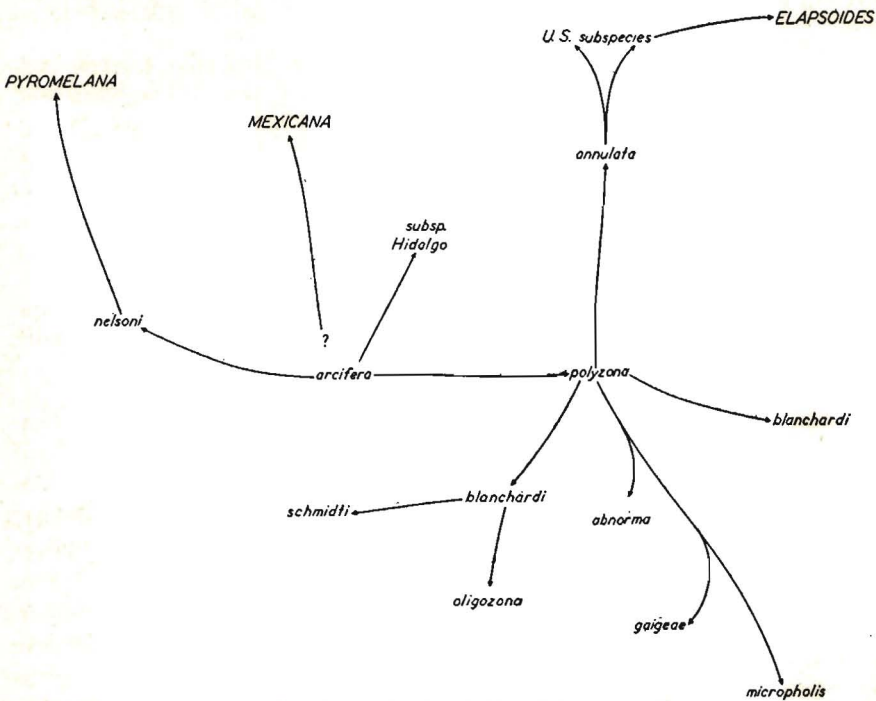 ELAPSOIDES
U. S. subspecies
PYROMELANA
MEXICANA
annulata
subsp.
Hidalgo
nelsoni
?
arcifera
polyzona
blanchardi
blanchardi
schmidti
abnorma
oligozona
gaigeae
micropholis